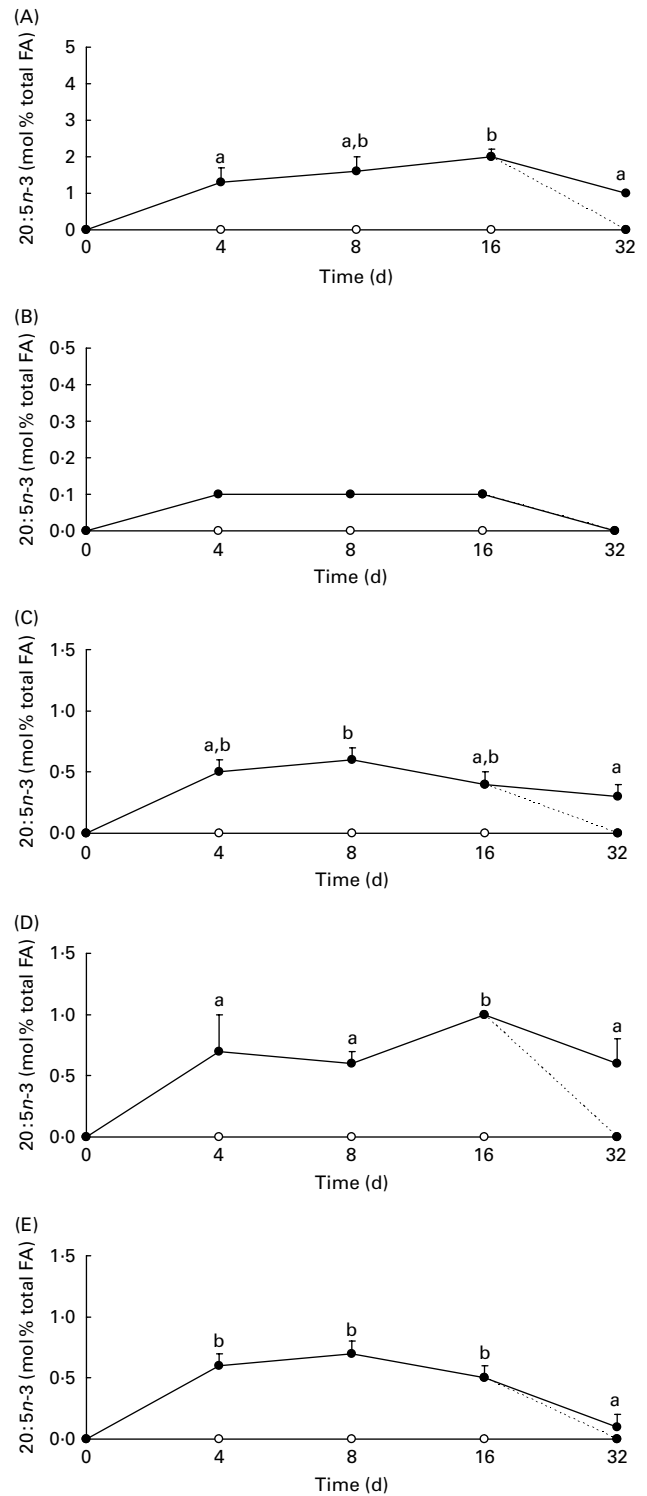 (A)
20:5n-3 (mol% total FA)
5
4
3
2
1
0
a
a,b
b
a
0 4 8 16 32
Time (d)
(B)
20:5n-3 (mol% total FA)
0·5
0·4
0·3
0·2
0·1
0·0
0 4 8 16 32
Time (d)
(C)
20:5n-3 (mol% total FA)
1·5
1·0
0·5
0·0
a,b
b
a,b
a
0 4 8 16 32
Time (d)
(D)
20:5n-3 (mol% total FA)
1·5
1·0
0·5
0·0
a
a
b
a
0 4 8 16 32
Time (d)
(E)
20:5n-3 (mol% total FA)
1·5
1·0
0·5
0·0
b
b
b
a
0 4 8 16 32
Time (d)